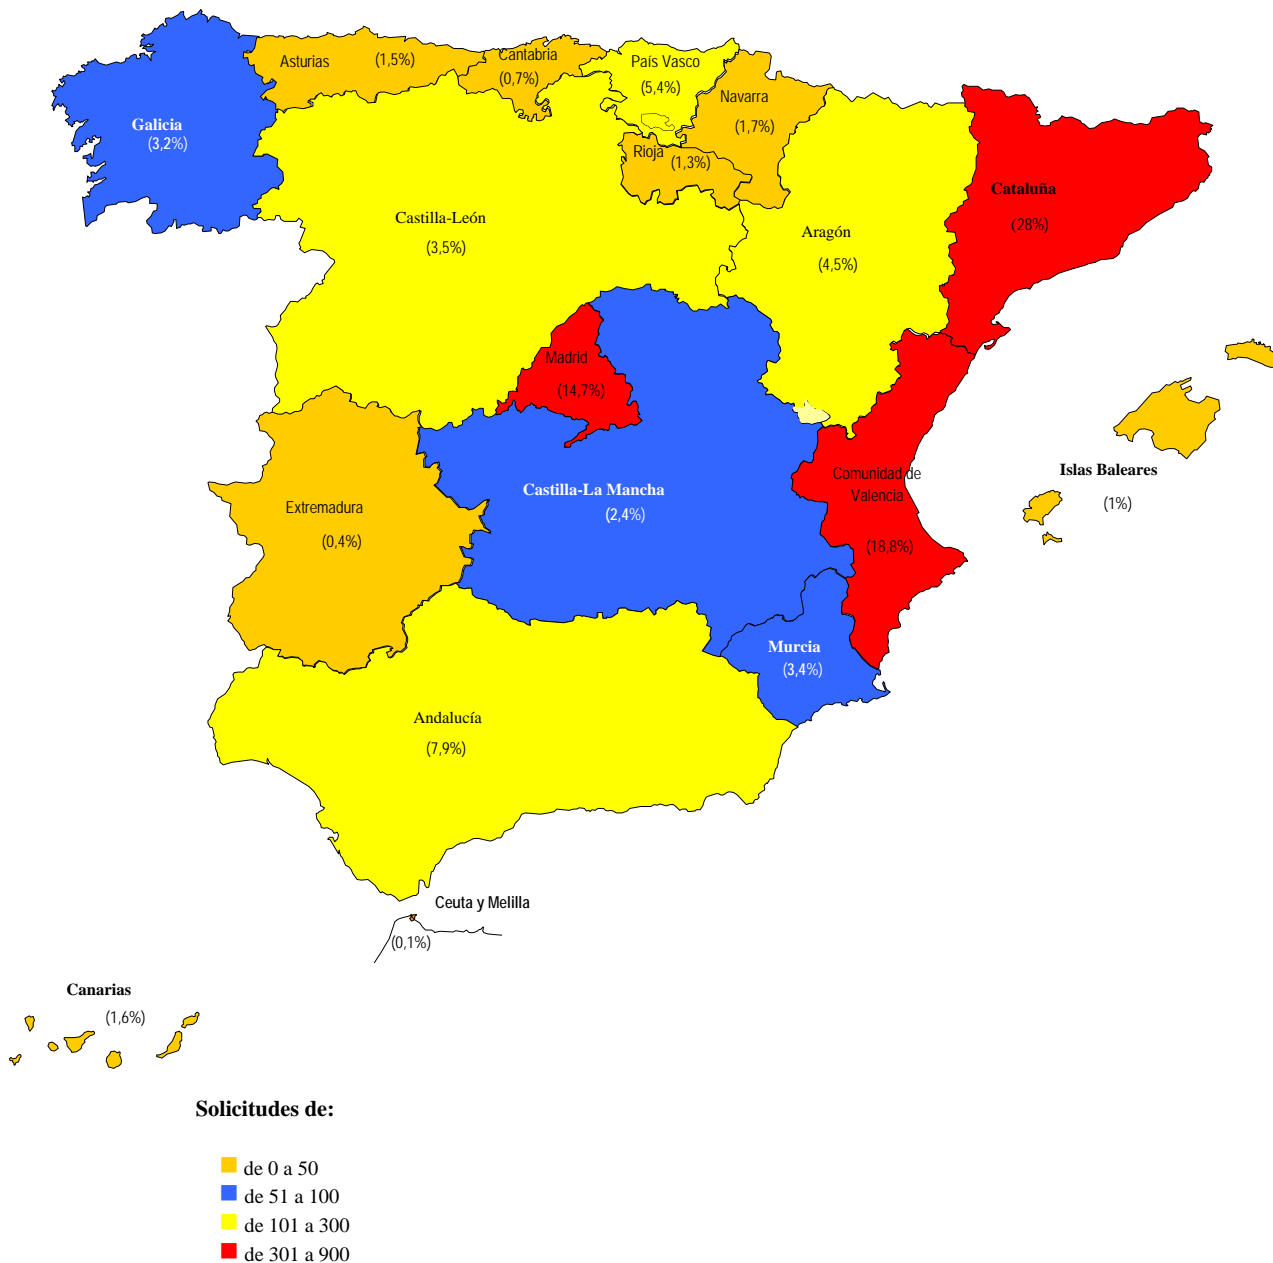 Asturias
(1,5%)
Cantabria
(0,7%)
País Vasco
(5,4%)
Navarra
(1,7%)
Galicia
(3,2%)
Rioja
(1,3%)
Cataluña
(28%)
Castilla-León
(3,5%)
Aragón
(4,5%)
Madrid
(14,7%)
Islas Baleares
(1%)
Comunidad de
Valencia
(18,8%)
Castilla-La Mancha
(2,4%)
Extremadura
(0,4%)
Murcia
(3,4%)
Andalucía
(7,9%)
Ceuta y Melilla
(0,1%)
Canarias
(1,6%)
Solicitudes de:
de 0 a 50
de 51 a 100
de 101 a 300
de 301 a 900